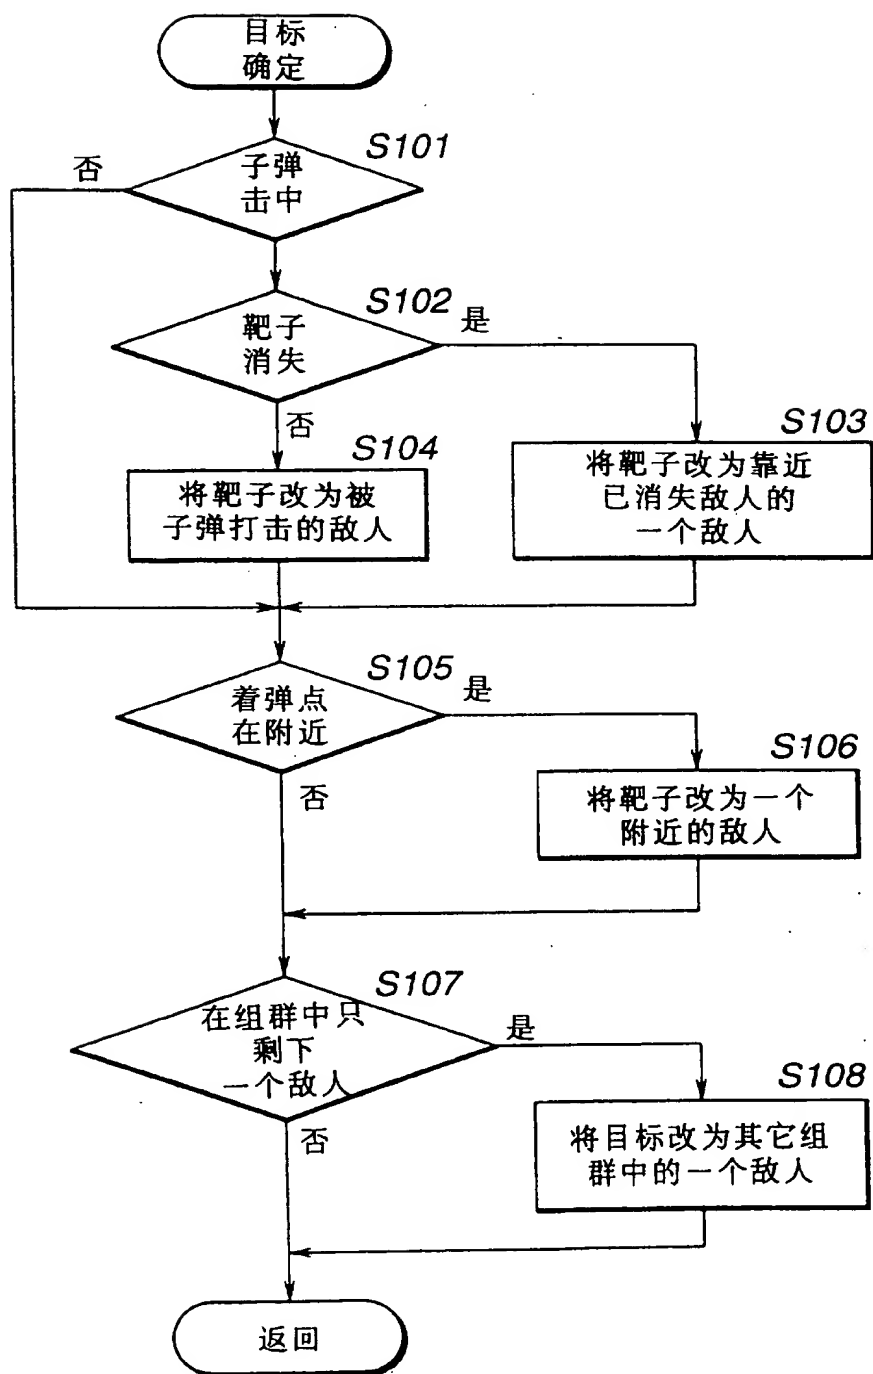 目标
确定
S101
否
子弹
击中
S102
是
靶子
消失
否
S104
将靶子改为被
子弹打击的敌人
S103
将靶子改为靠近
已消失敌人的
一个敌人
S105
是
着弹点
在附近
否
S106
将靶子改为一个
附近的敌人
S107
是
在组群中只
剩下
一个敌人
否
S108
将目标改为其它组
群中的一个敌人
返回